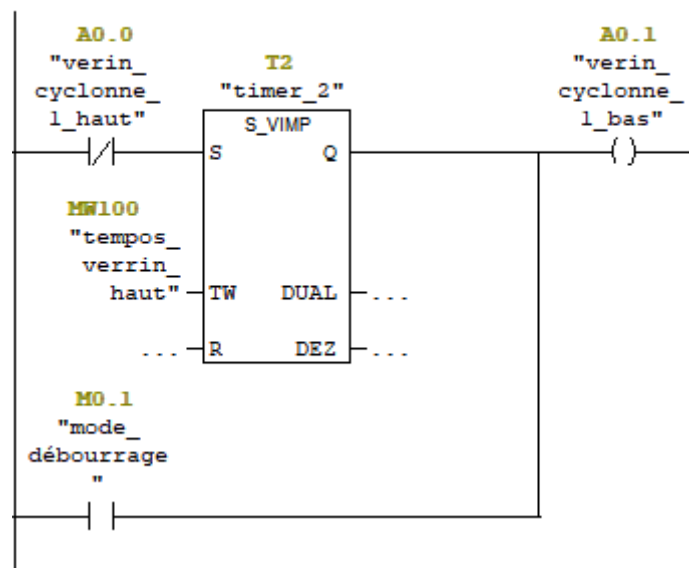 A0.0
"verin_
cyclonne_
1_haut"
T2
"timer_2"
S_VIMP
S
Q
A0.1
"verin_
cyclonne_
1_bas"
MW100
"tempos_
verrin_
haut"
TW
DUAL
...
...
R
DEZ
...
M0.1
"mode_
débourrage
"